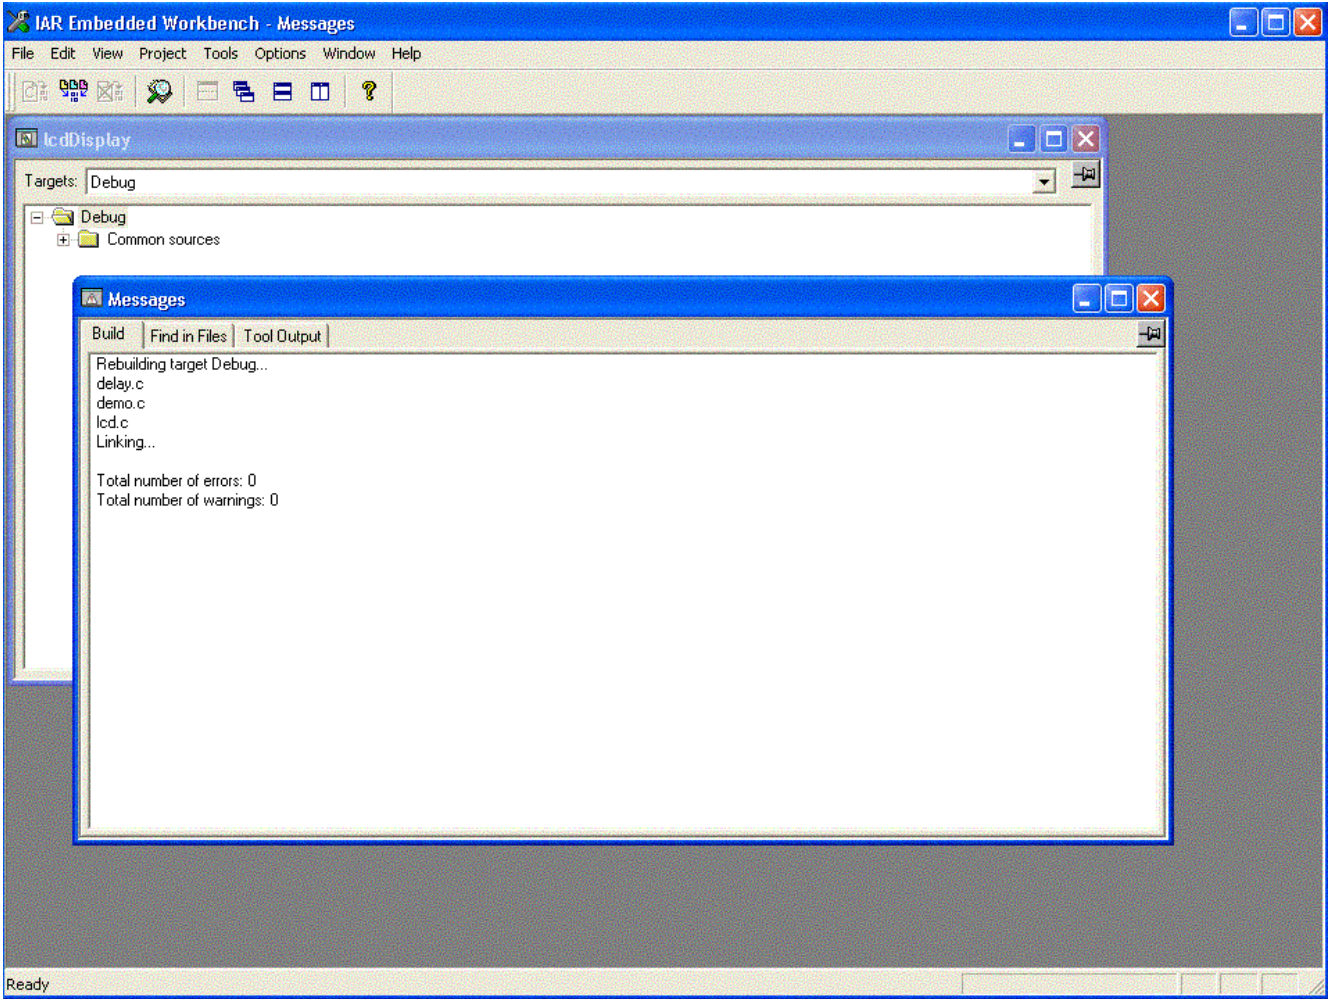 IAR Embedded Workbench - Messages
File Edit View Project Tools Options Window Help
lcdDisplay
Targets: Debug
Debug
Common sources
Messages
Build Find in Files Tool Output
Rebuilding target Debug...
delay.c
demo.c
lcd.c
Linking...
Total number of errors: 0
Total number of warnings: 0
Ready